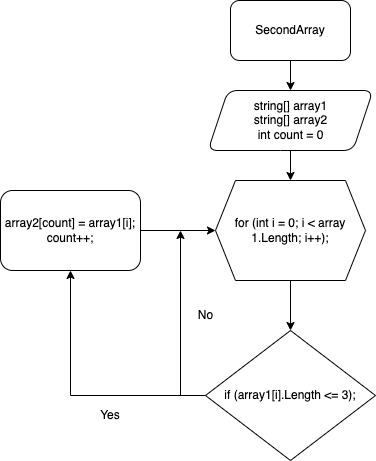 SecondArray
string[] array1
string[] array2
int count = 0
for (int i = 0; i < array
1.Length; i++);
array2[count] = array1[i];
count++;
No
if (array1[i].Length <= 3);
Yes